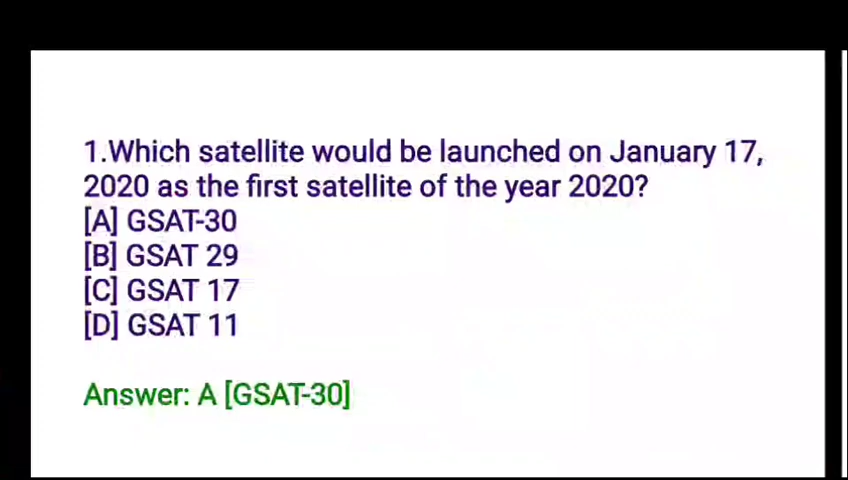 1.Which satellite would be launched on January 17,
2020 as the first satellite of the year 2020?
[A] GSAT-30
[B] GSAT 29
[C] GSAT 17
[D] GSAT 11
Answer: A [GSAT-30]